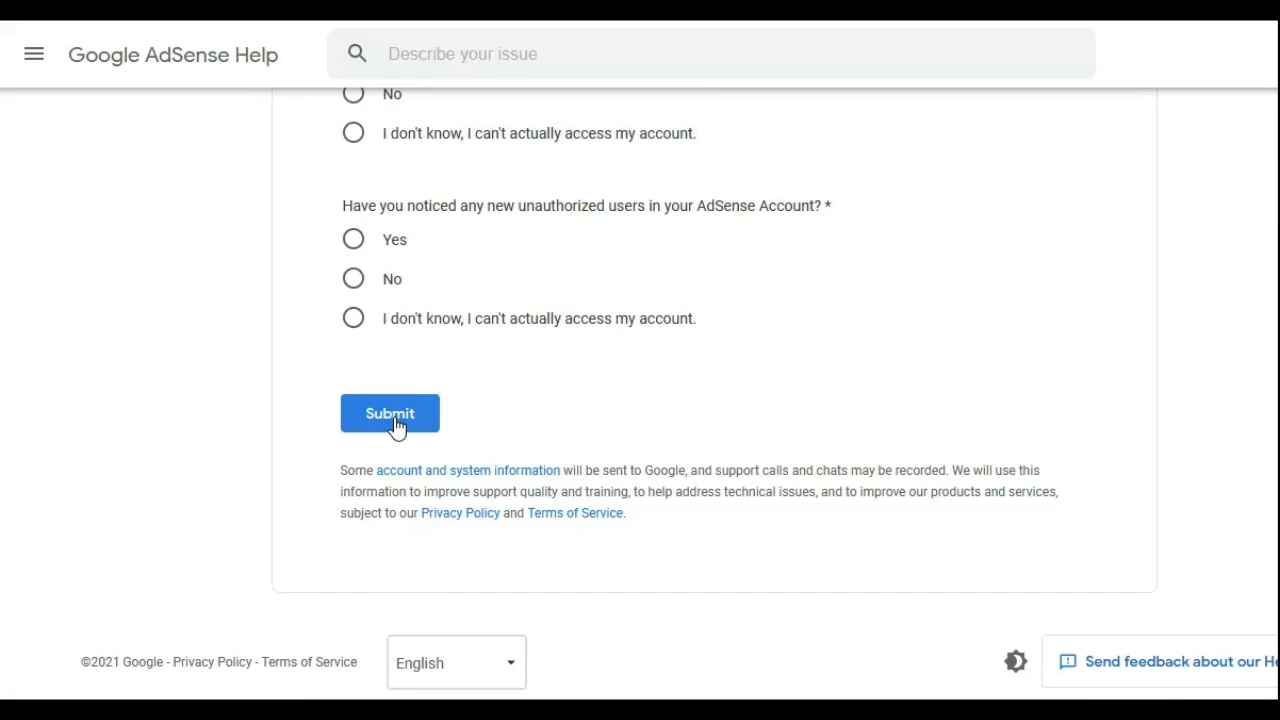 Google AdSense Help
Describe your issue
No
I don't know, I can't actually access my account.
Have you noticed any new unauthorized users in your AdSense Account? *
Yes
No
I don't know, I can't actually access my account.
Submit
Some account and system information will be sent to Google, and support calls and chats may be recorded. We will use this
information to improve support quality and training, to help address technical issues, and to improve our products and services,
subject to our Privacy Policy and Terms of Service.
©2021 Google - Privacy Policy - Terms of Service
English
Send feedback about our He